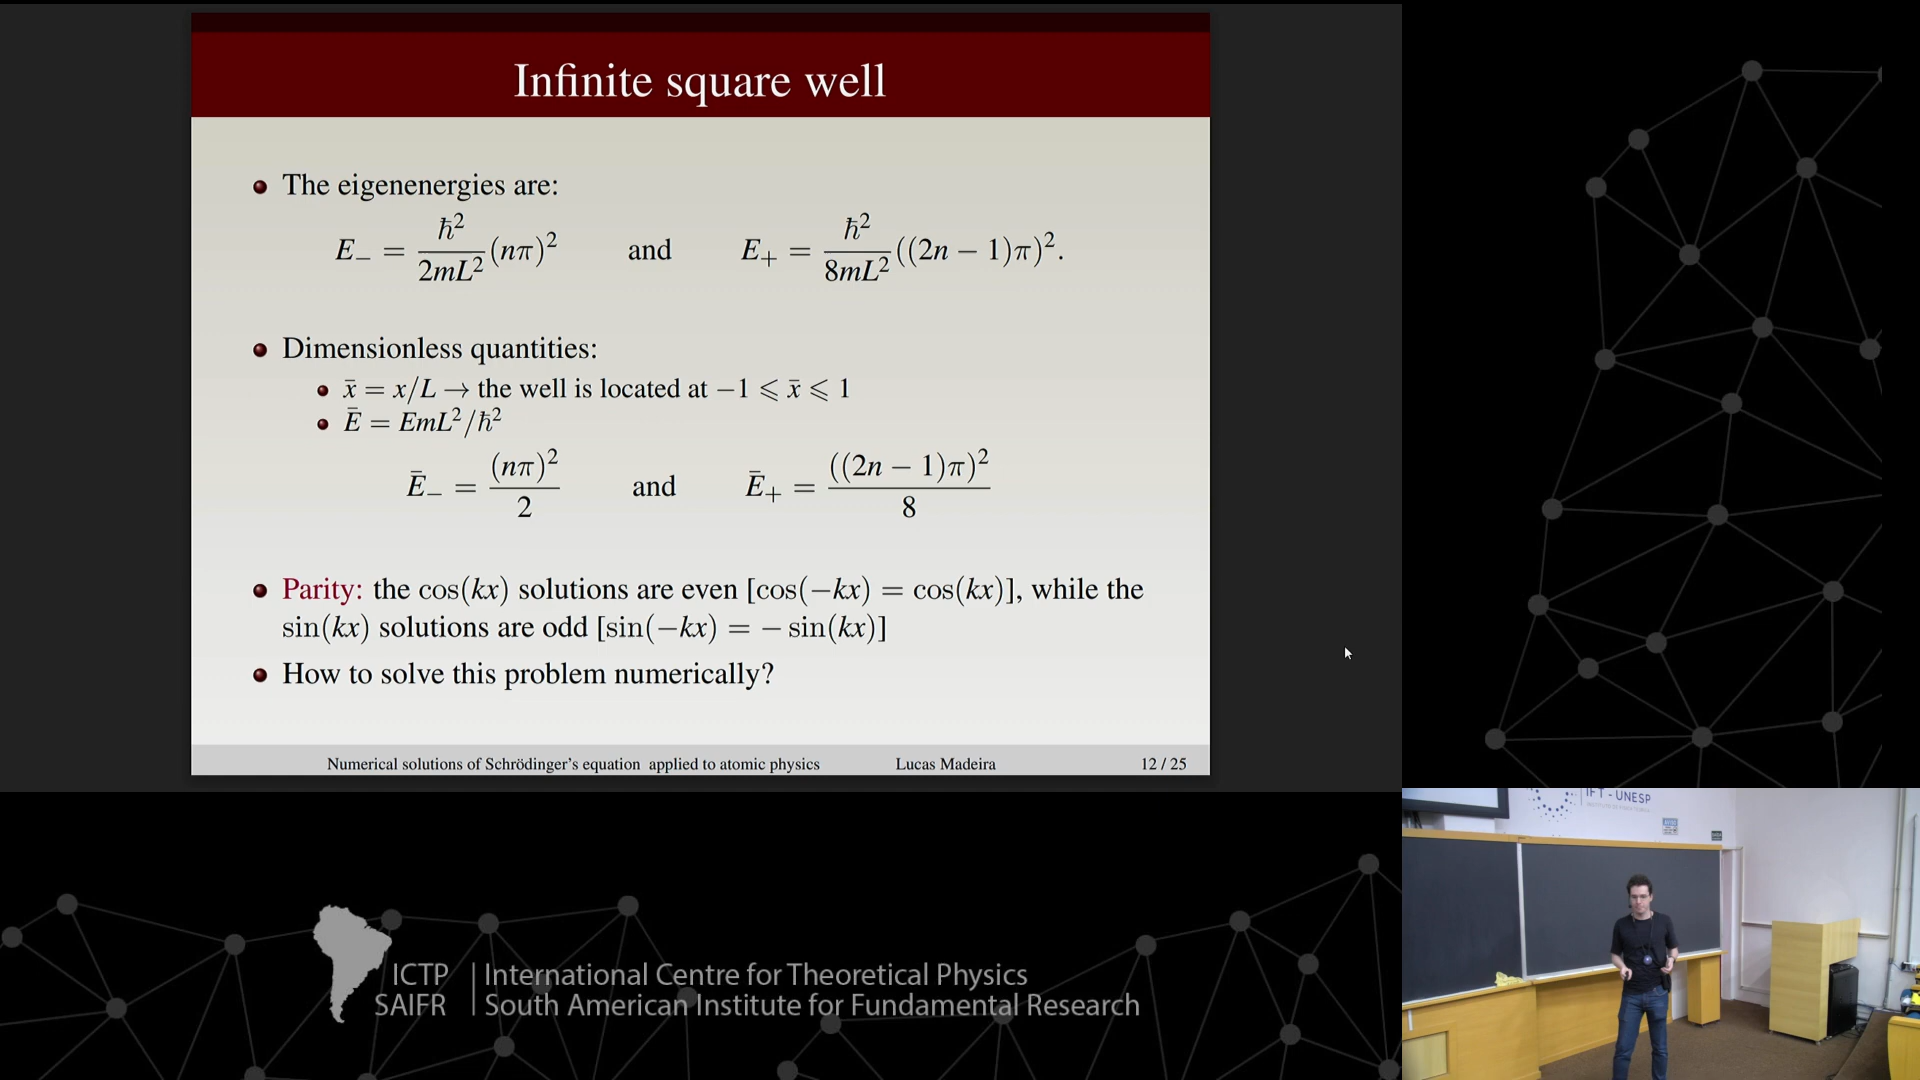 Infinite square well
• The eigenenergies are:
E₋ = ħ²/2mL² (nπ)² and E₊ = ħ²/8mL² ((2n − 1)π)².
• Dimensionless quantities:
• x̄ = x/L → the well is located at −1 ⩽ x̄ ⩽ 1
• Ē = EmL²/ħ²
Ē₋ = (nπ)²/2 and Ē₊ = ((2n − 1)π)²/8
• Parity: the cos(kx) solutions are even [cos(−kx) = cos(kx)], while the
sin(kx) solutions are odd [sin(−kx) = − sin(kx)]
• How to solve this problem numerically?
Numerical solutions of Schrödinger's equation applied to atomic physics Lucas Madeira 12 / 25
IFT - UNESP
ICTP | International Centre for Theoretical Physics
SAIFR | South American Institute for Fundamental Research